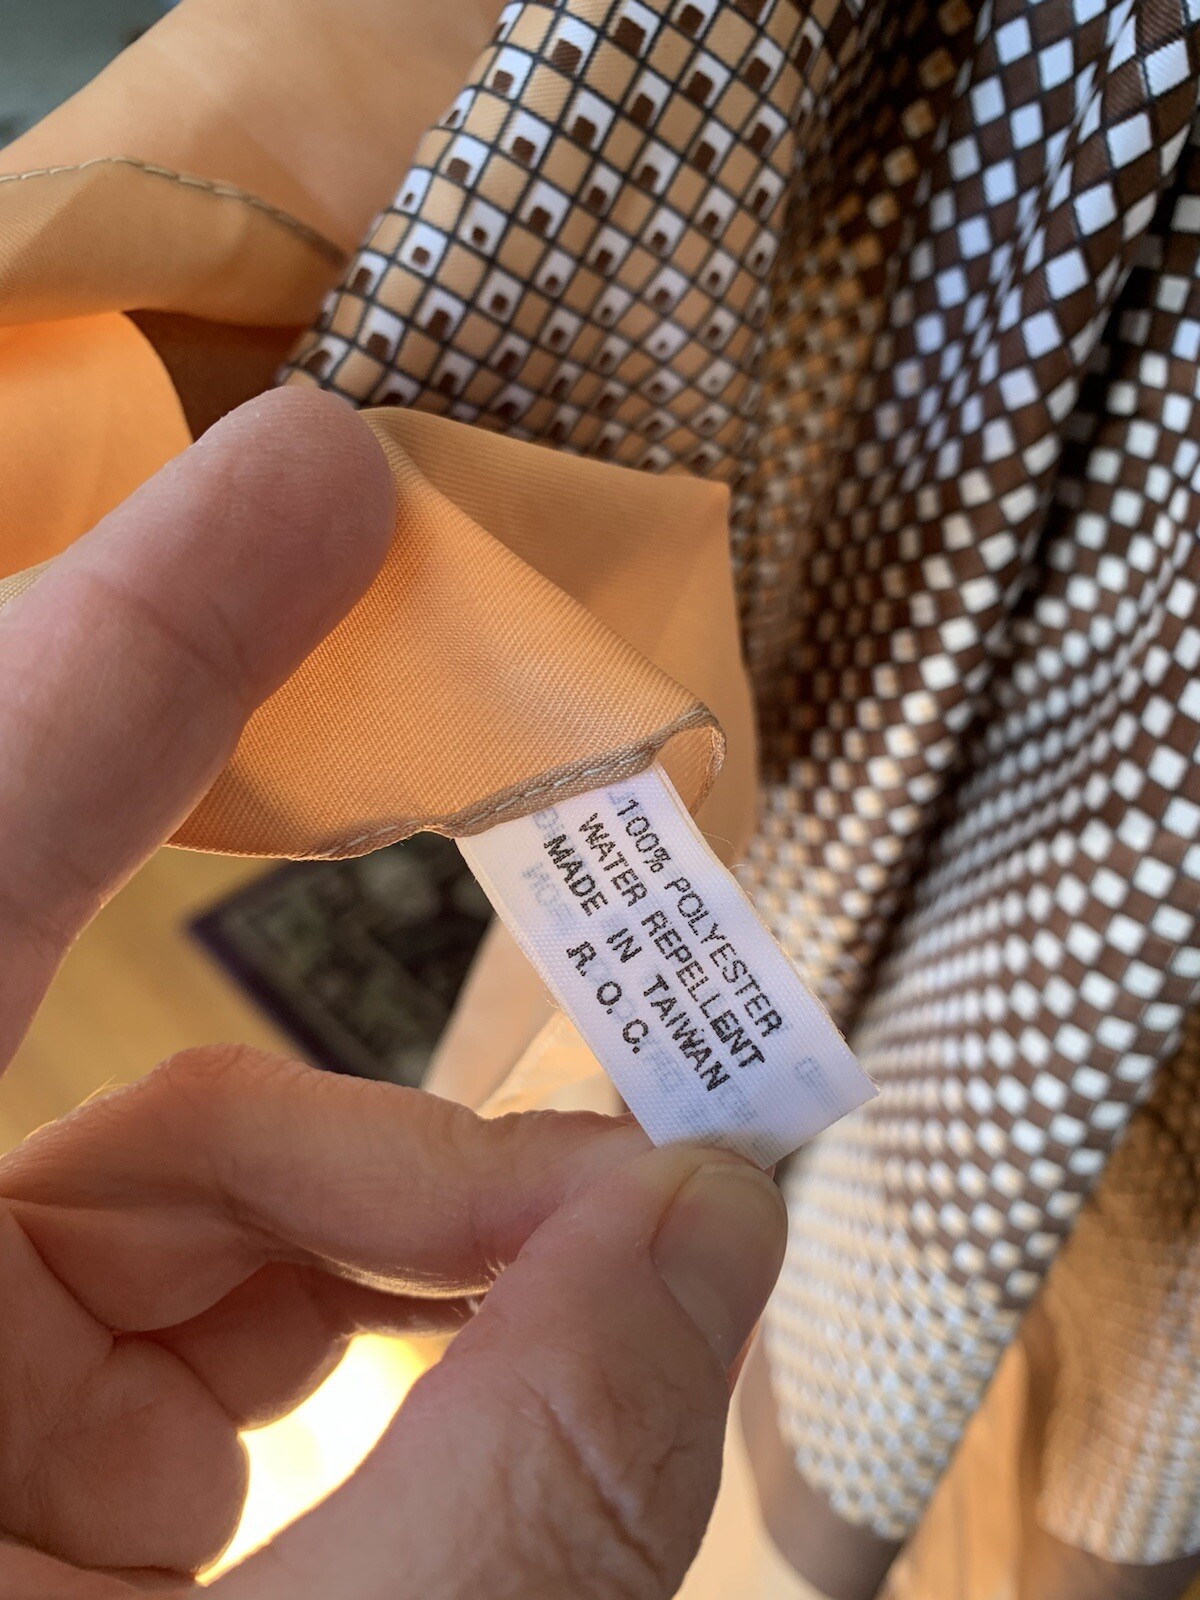 100% POLYESTER
WATER REPELLENT
MADE IN TAIWAN
R. O. C.